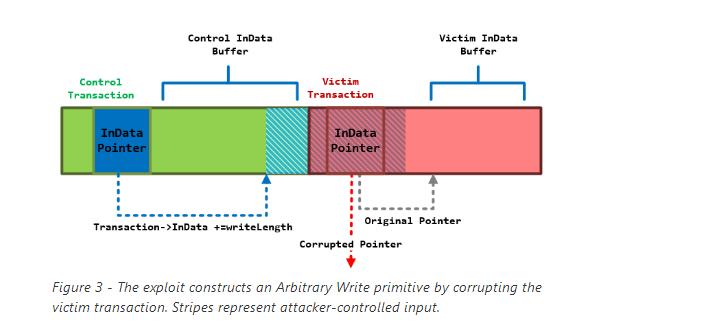 Control InData
Buffer
Victim InData
Buffer
Control
Transaction
Victim
Transaction
InData
Pointer
InData
Pointer
Transaction->InData +=writeLength
Original Pointer
Corrupted Pointer
Figure 3 - The exploit constructs an Arbitrary Write primitive by corrupting the
victim transaction. Stripes represent attacker-controlled input.